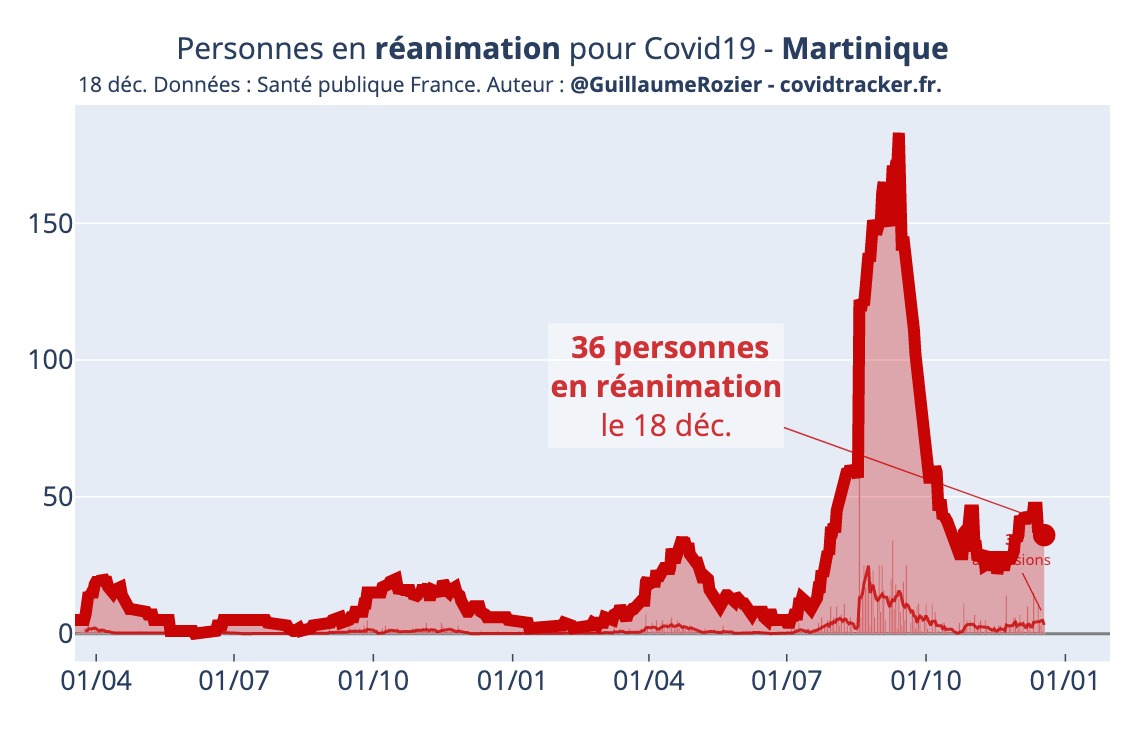 Personnes en réanimation pour Covid19 - Martinique
18 déc. Données : Santé publique France. Auteur : @GuillaumeRozier - covidtracker.fr.
150
100
50
0
36 personnes
en réanimation
le 18 déc.
01/04
01/07
01/10
01/01
01/04
01/07
01/10
01/01